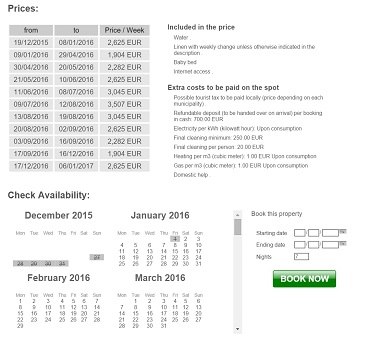 Prices:
from to Price / Week
19/12/2015 08/01/2016 2,625 EUR
09/01/2016 29/04/2016 1,904 EUR
30/04/2016 20/05/2016 2,282 EUR
21/05/2016 10/06/2016 2,625 EUR
11/06/2016 08/07/2016 3,045 EUR
09/07/2016 12/08/2016 3,507 EUR
13/08/2016 19/08/2016 3,045 EUR
20/08/2016 02/09/2016 2,625 EUR
03/09/2016 16/09/2016 2,282 EUR
17/09/2016 16/12/2016 1,904 EUR
17/12/2016 06/01/2017 2,625 EUR
Included in the price
Water
Linen with weekly change unless otherwise indicated in the
description
Baby bed
Internet access
Extra costs to be paid on the spot
Possible tourist tax to be paid locally (price depending on each
municipality)
Refundable deposit (to be handed over on arrival) per booking
in cash: 700.00 EUR
Electricity per kWh (kilowatt hour): Upon consumption
Final cleaning minimum: 250.00 EUR
Final cleaning per person: 20.00 EUR
Heating per m3 (cubic meter): 1.00 EUR Upon consumption
Gas per m3 (cubic meter): 1.00 EUR Upon consumption
Domestic help
Check Availability:
December 2015
Mon Tue Wed Thu Fri Sat Sun
27
28 29 30 31
January 2016
Mon Tue Wed Thu Fri Sat Sun
1 2 3
4 5 6 7 8 9 10
11 12 13 14 15 16 17
18 19 20 21 22 23 24
25 26 27 28 29 30 31
February 2016
Mon Tue Wed Thu Fri Sat Sun
1 2 3 4 5 6 7
8 9 10 11 12 13 14
15 16 17 18 19 20 21
22 23 24 25 26 27 28
29
March 2016
Mon Tue Wed Thu Fri Sat Sun
1 2 3 4 5 6
7 8 9 10 11 12 13
14 15 16 17 18 19 20
21 22 23 24 25 26 27
28 29 30 31
Book this property
Starting date / /
Ending date / /
Nights 7
BOOK NOW